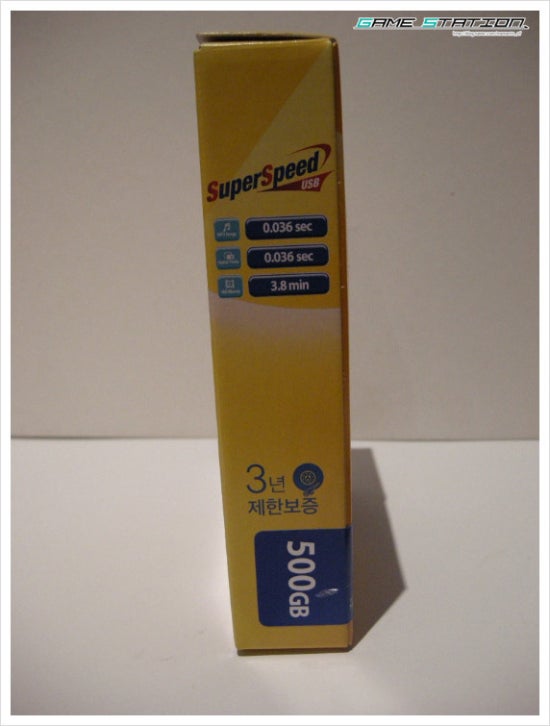 GAME STATION.
SuperSpeed
USB
0.036 sec
0.036 sec
3.8 min
3년
제한보증
500GB